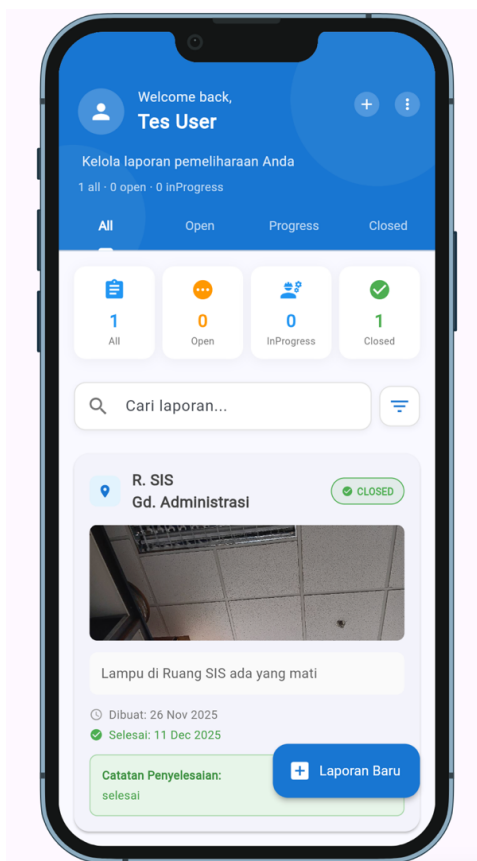 Welcome back,
Tes User
Kelola laporan pemeliharaan Anda
1 all · 0 open · 0 inProgress
All Open Progress Closed
1 0 0 1
All Open InProgress Closed
Cari laporan...
R. SIS
Gd. Administrasi
CLOSED
Lampu di Ruang SIS ada yang mati
Dibuat: 26 Nov 2025
Selesai: 11 Dec 2025
Catatan Penyelesaian:
selesai
Laporan Baru